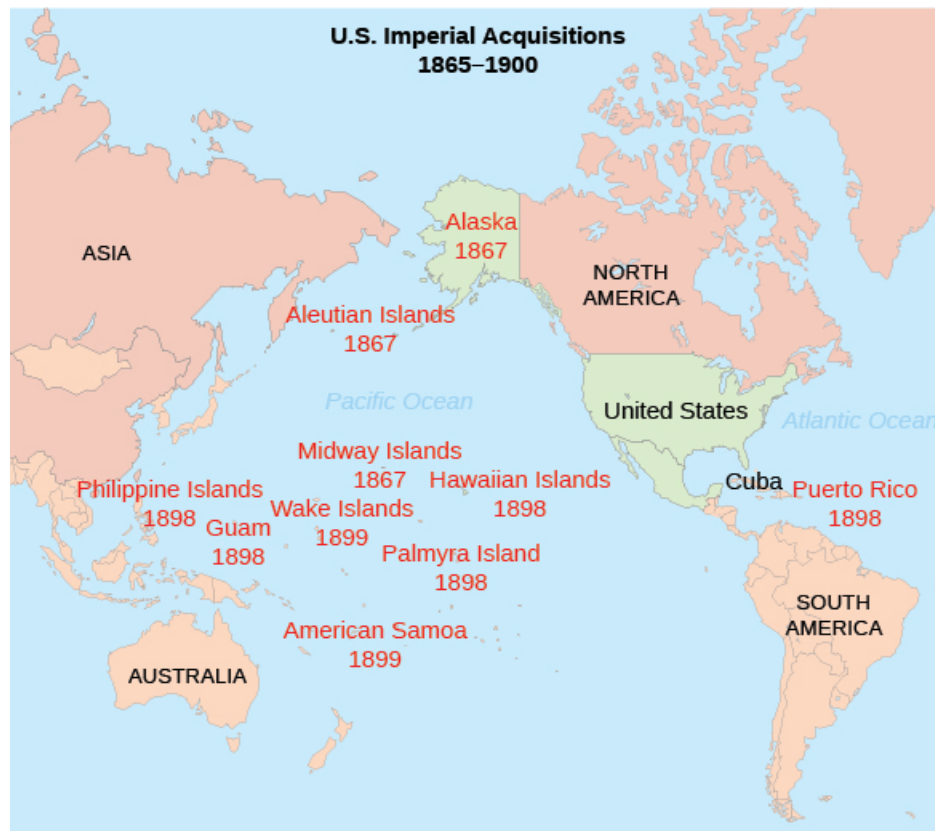 U.S. Imperial Acquisitions
1865–1900
Alaska
1867
ASIA
NORTH
AMERICA
Aleutian Islands
1867
Pacific Ocean
United States
Atlantic Ocean
Midway Islands
1867
Hawaiian Islands
1898
Cuba
Puerto Rico
1898
Philippine Islands
1898
Guam
1898
Wake Islands
1899
Palmyra Island
1898
SOUTH
AMERICA
American Samoa
1899
AUSTRALIA